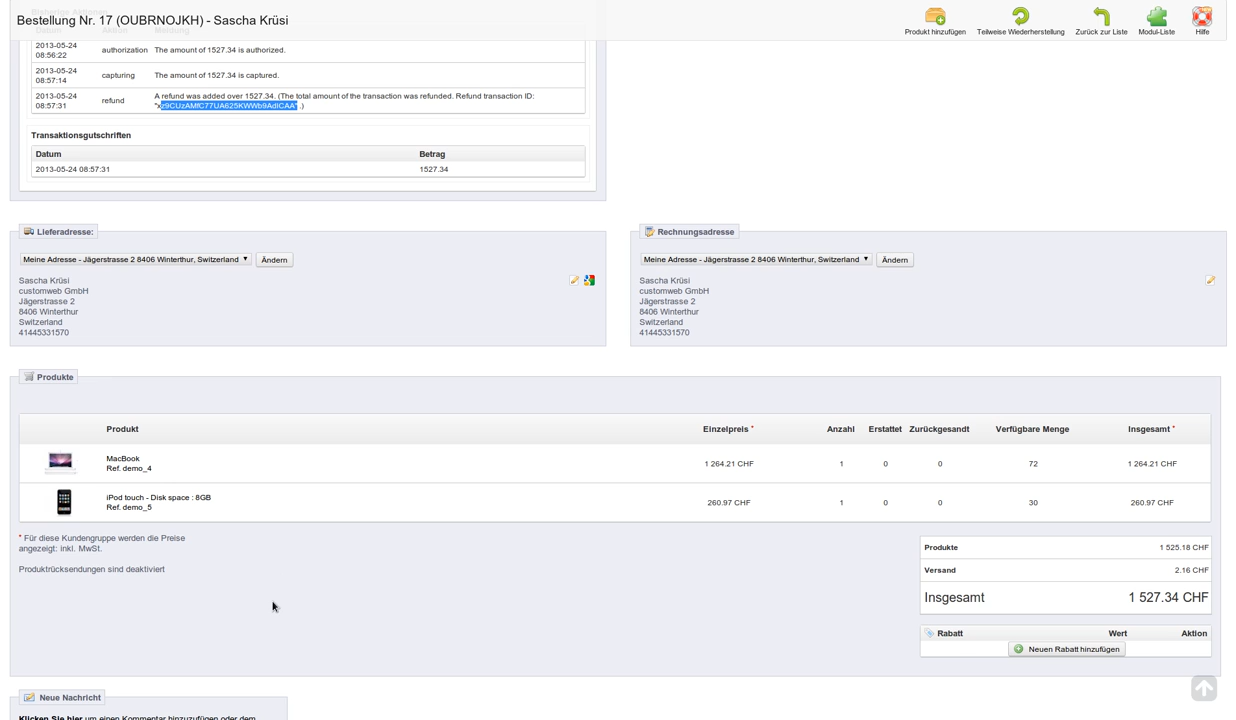 Bestellung Nr. 17 (OUBRNOJKH) - Sascha Krüsi
Produkt hinzufügen Teilweise Wiederherstellung Zurück zur Liste Modul-Liste Hilfe
2013-05-24 08:56:22 authorization The amount of 1527.34 is authorized.
2013-05-24 08:57:14 capturing The amount of 1527.34 is captured.
2013-05-24 08:57:31 refund A refund was added over 1527.34. (The total amount of the transaction was refunded. Refund transaction ID:
"xz9CUzAMfC77UA625KWWb9AdICAA" .)
Transaktionsgutschriften
Datum Betrag
2013-05-24 08:57:31 1527.34
Lieferadresse:
Meine Adresse - Jägerstrasse 2 8406 Winterthur, Switzerland Ändern
Sascha Krüsi
customweb GmbH
Jägerstrasse 2
8406 Winterthur
Switzerland
41445331570
Rechnungsadresse
Meine Adresse - Jägerstrasse 2 8406 Winterthur, Switzerland Ändern
Sascha Krüsi
customweb GmbH
Jägerstrasse 2
8406 Winterthur
Switzerland
41445331570
Produkte
Produkt Einzelpreis * Anzahl Erstattet Zurückgesandt Verfügbare Menge Insgesamt *
MacBook
Ref. demo_4 1 264.21 CHF 1 0 0 72 1 264.21 CHF
iPod touch - Disk space : 8GB
Ref. demo_5 260.97 CHF 1 0 0 30 260.97 CHF
* Für diese Kundengruppe werden die Preise
angezeigt: inkl. MwSt.
Produktrücksendungen sind deaktiviert
Produkte 1 525.18 CHF
Versand 2.16 CHF
Insgesamt 1 527.34 CHF
Rabatt Wert Aktion
Neuen Rabatt hinzufügen
Neue Nachricht
Klicken Sie hier um einen Kommentar hinzuzufügen oder dem